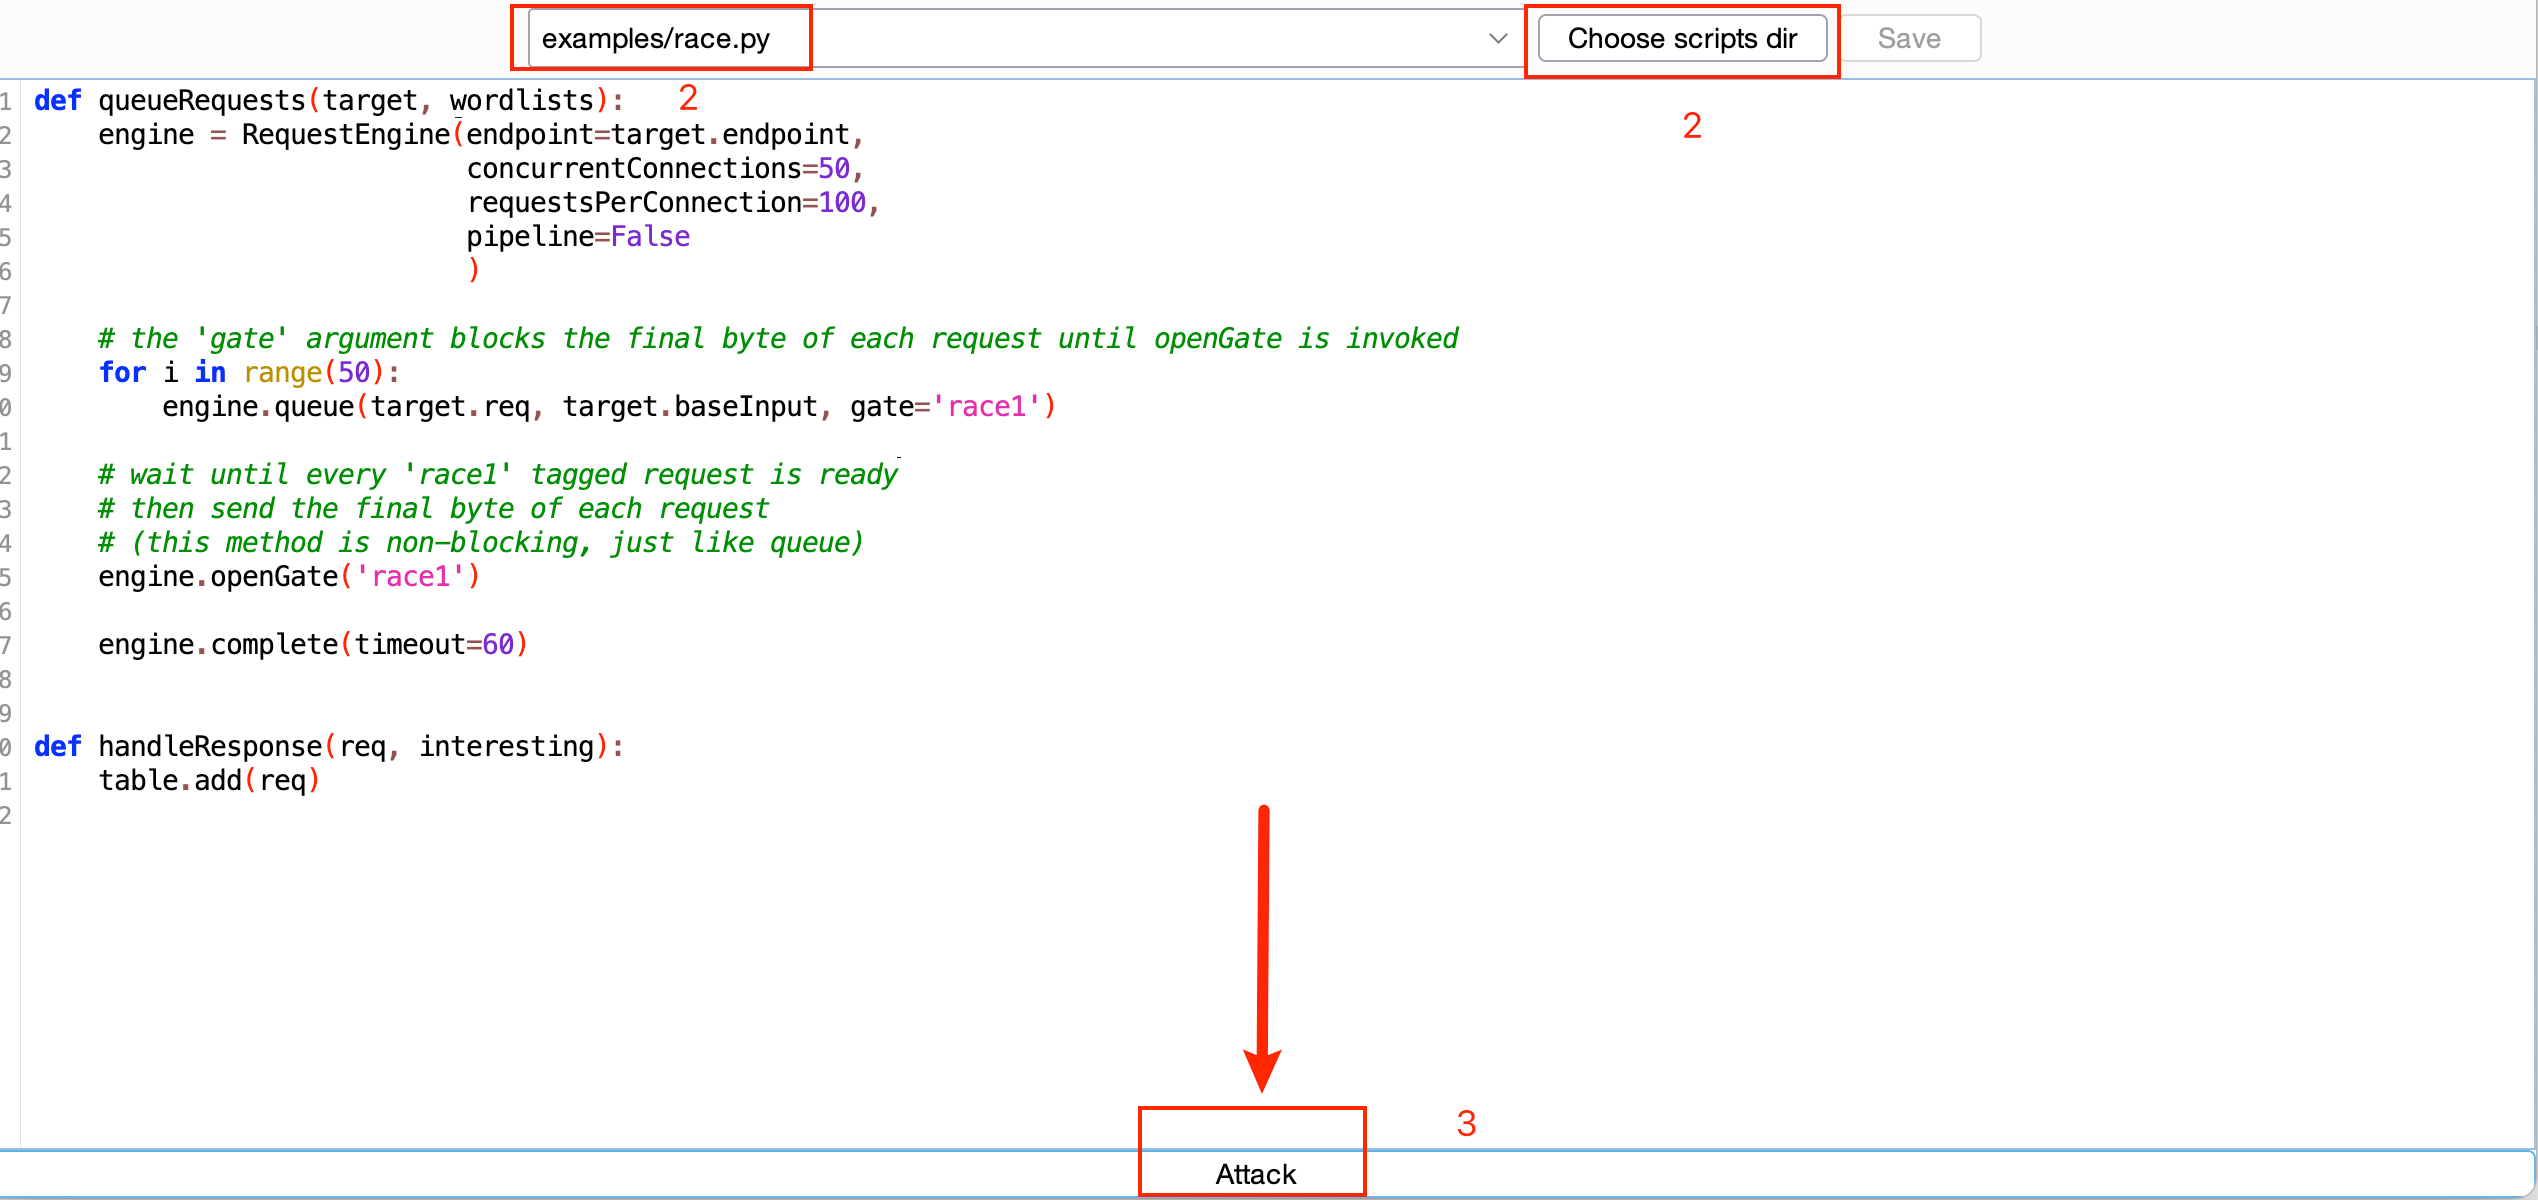 examples/race.py Choose scripts dir Save
1 def queueRequests(target, wordlists): 2
2     engine = RequestEngine(endpoint=target.endpoint, 2
3                            concurrentConnections=50,
4                            requestsPerConnection=100,
5                            pipeline=False
6                            )
7
8     # the 'gate' argument blocks the final byte of each request until openGate is invoked
9     for i in range(50):
0         engine.queue(target.req, target.baseInput, gate='race1')
1
2     # wait until every 'race1' tagged request is ready
3     # then send the final byte of each request
4     # (this method is non-blocking, just like queue)
5     engine.openGate('race1')
6
7     engine.complete(timeout=60)
8
9
0 def handleResponse(req, interesting):
1     table.add(req)
2
3
Attack